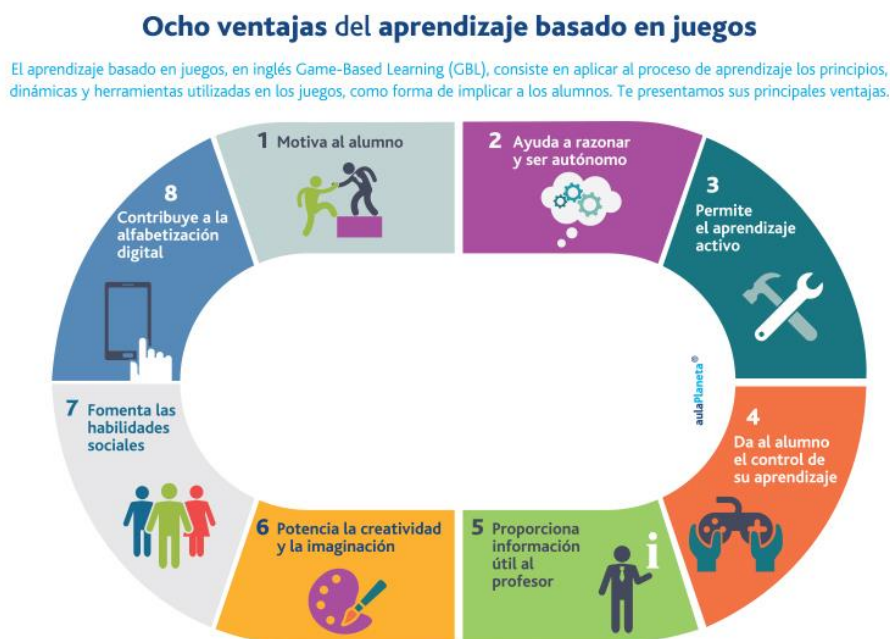 Ocho ventajas del aprendizaje basado en juegos
El aprendizaje basado en juegos, en inglés Game-Based Learning (GBL), consiste en aplicar al proceso de aprendizaje los principios,
dinámicas y herramientas utilizadas en los juegos, como forma de implicar a los alumnos. Te presentamos sus principales ventajas.
1 Motiva al alumno
2 Ayuda a razonar
y ser autónomo
3
Permite
el aprendizaje
activo
4
Da al alumno
el control de
su aprendizaje
5 Proporciona
información
útil al
profesor
i
6 Potencia la creatividad
y la imaginación
7 Fomenta las
habilidades
sociales
8
Contribuye a la
alfabetización
digital
aulaPlaneta®